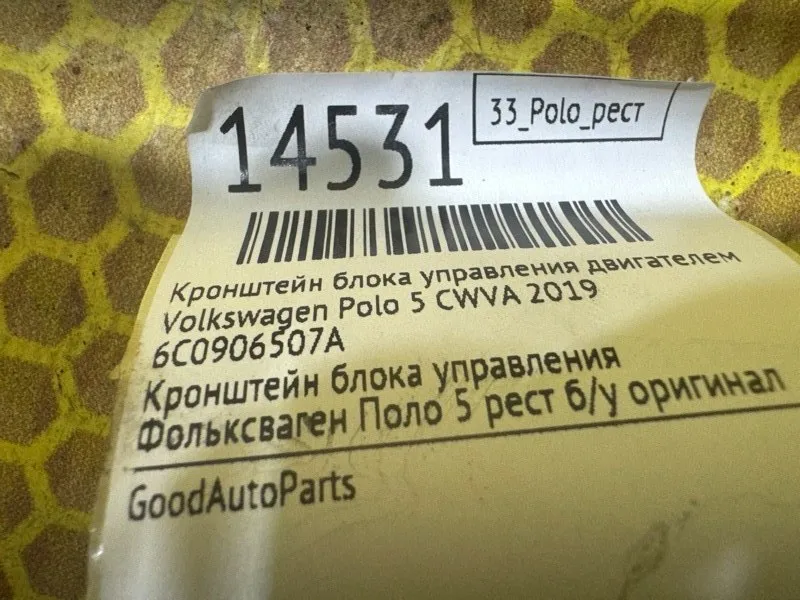 14531
33_Polo_рест
Кронштейн блока управления двигателем
Volkswagen Polo 5 CWVA 2019
6C0906507A
Кронштейн блока управления
Фольксваген Поло 5 рест б/у оригинал
GoodAutoParts